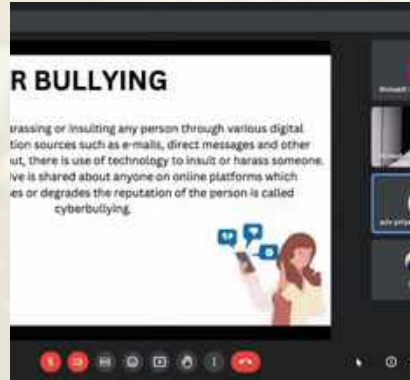 R BULLYING
rassing or insulting any person through various digital
tion sources such as e-mails, direct messages and other
ut, there is use of technology to insult or harass someone.
ve is shared about anyone on online platforms which
es or degrades the reputation of the person is called
cyberbullying.